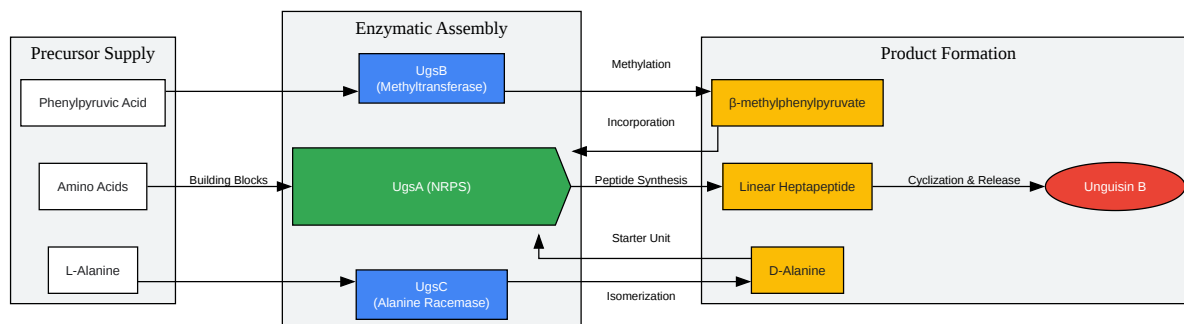 Precursor Supply
Phenylpyruvic Acid
Amino Acids
L-Alanine
Building Blocks
Enzymatic Assembly
UgsB
(Methyltransferase)
UgsA (NRPS)
UgsC
(Alanine Racemase)
Methylation
Incorporation
Peptide Synthesis
Starter Unit
Isomerization
Product Formation
β-methylphenylpyruvate
Linear Heptapeptide
Cyclization & Release
Unguisin B
D-Alanine